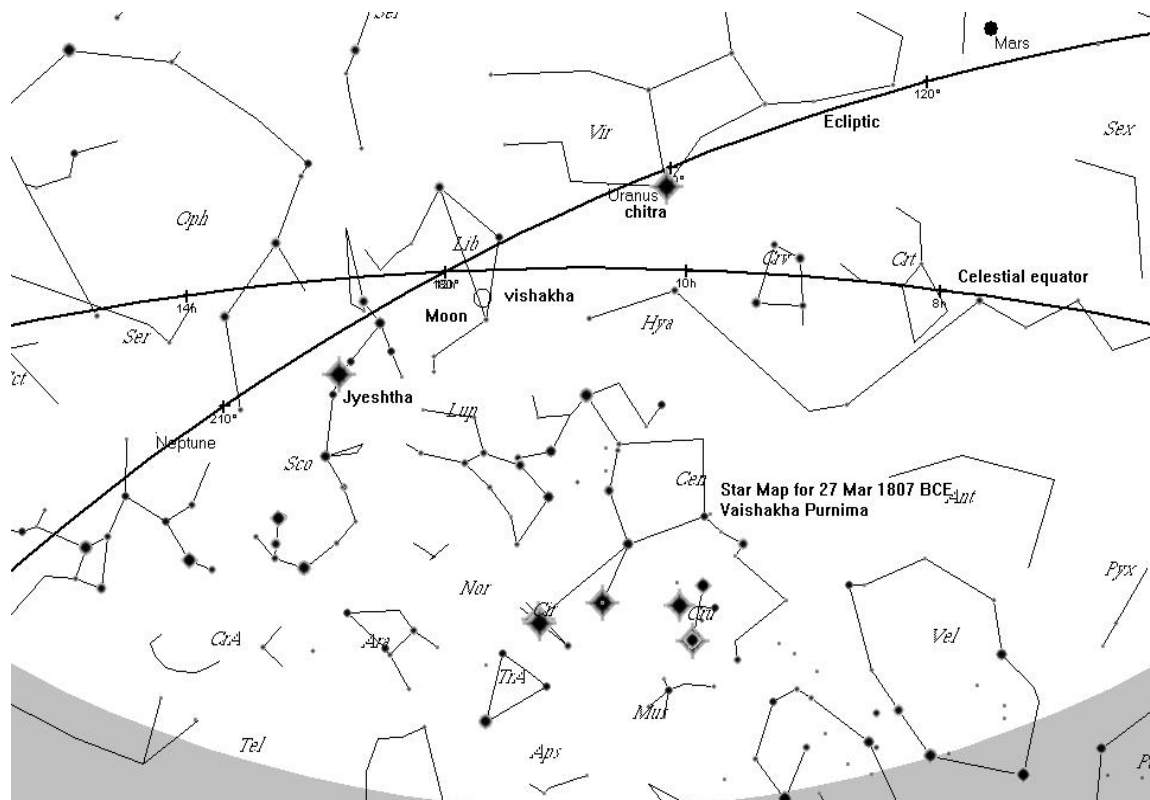 Ser
Mars
120°
Ecliptic
Vir
Sex
Uranus
chitra
Oph
Lib
Crv
Crt
Celestial equator
vishakha
Moon
14h
10h
8h
Ser
Hya
Jyeshtha
210°
Lup
Neptune
Sco
Cen
Star Map for 27 Mar 1807 BCE
Vaishakha Purnima
Ant
Nor
Cir
Cru
Pyx
CrA
Ara
Vel
TrA
Mus
Tel
Aps